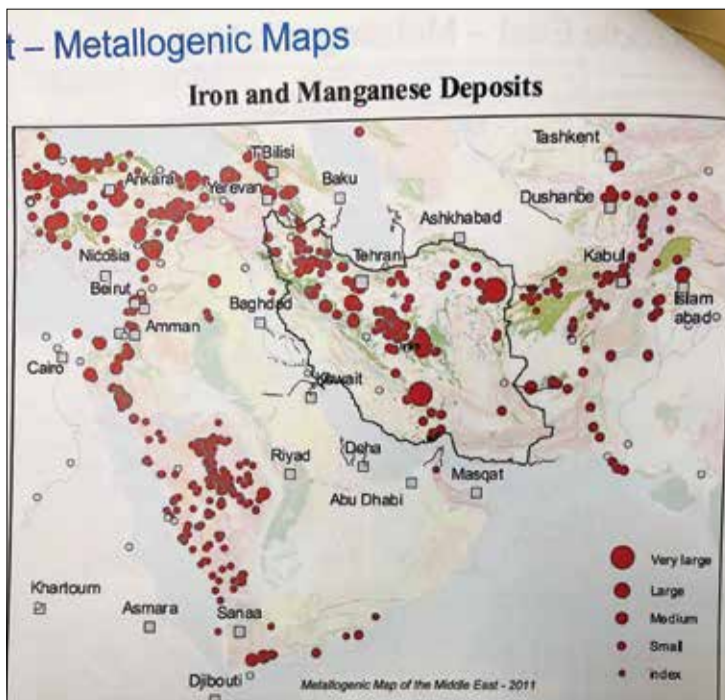 t – Metallogenic Maps
Iron and Manganese Deposits
Tashkent
T'Bilisi
Ankara
Yerevan
Baku
Dushanbe
Ashkhabad
Nicosia
Tehran
Kabul
Beirut
Islam
abad
Baghdad
Amman
Cairo
Kuwait
Riyad
Doha
Masqat
Abu Dhabi
Very large
Large
Khartoum
Asmara
Sanaa
Medium
Small
Djibouti
Metallogenic Map of the Middle East - 2011
index